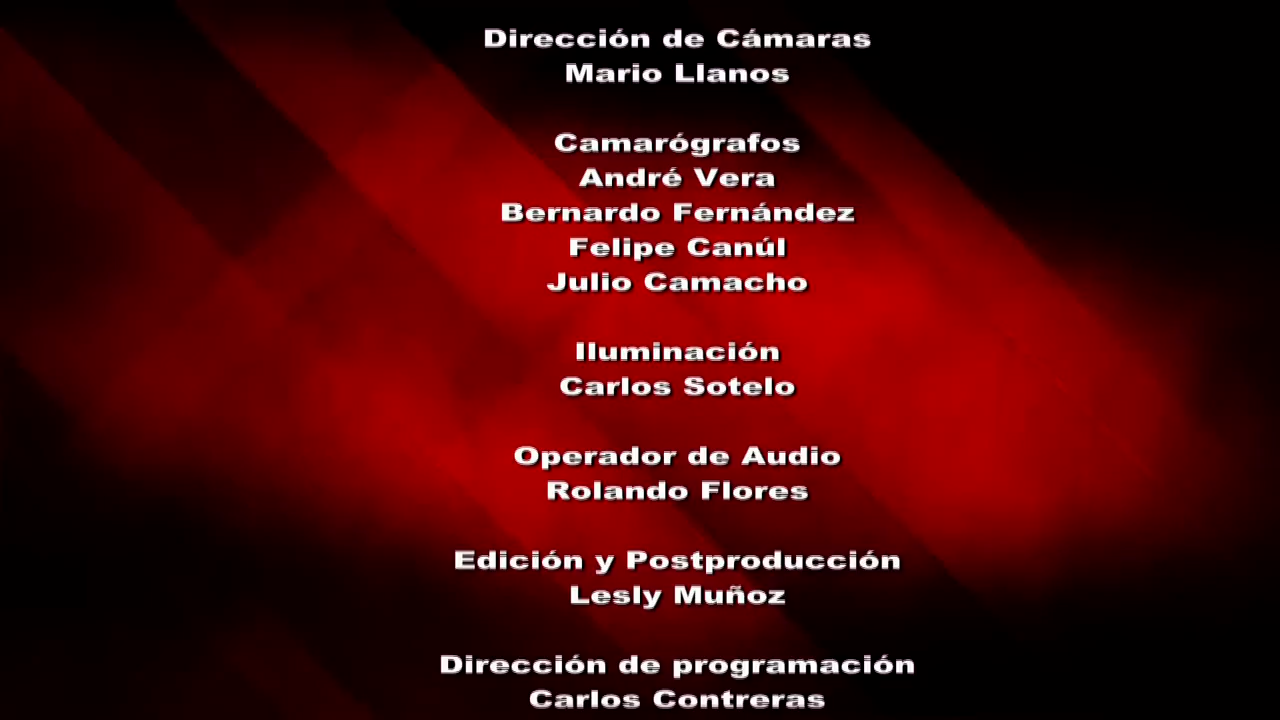 Dirección de Cámaras
Mario Llanos
Camarógrafos
André Vera
Bernardo Fernández
Felipe Canúl
Julio Camacho
Iluminación
Carlos Sotelo
Operador de Audio
Rolando Flores
Edición y Postproducción
Lesly Muñoz
Dirección de programación
Carlos Contreras